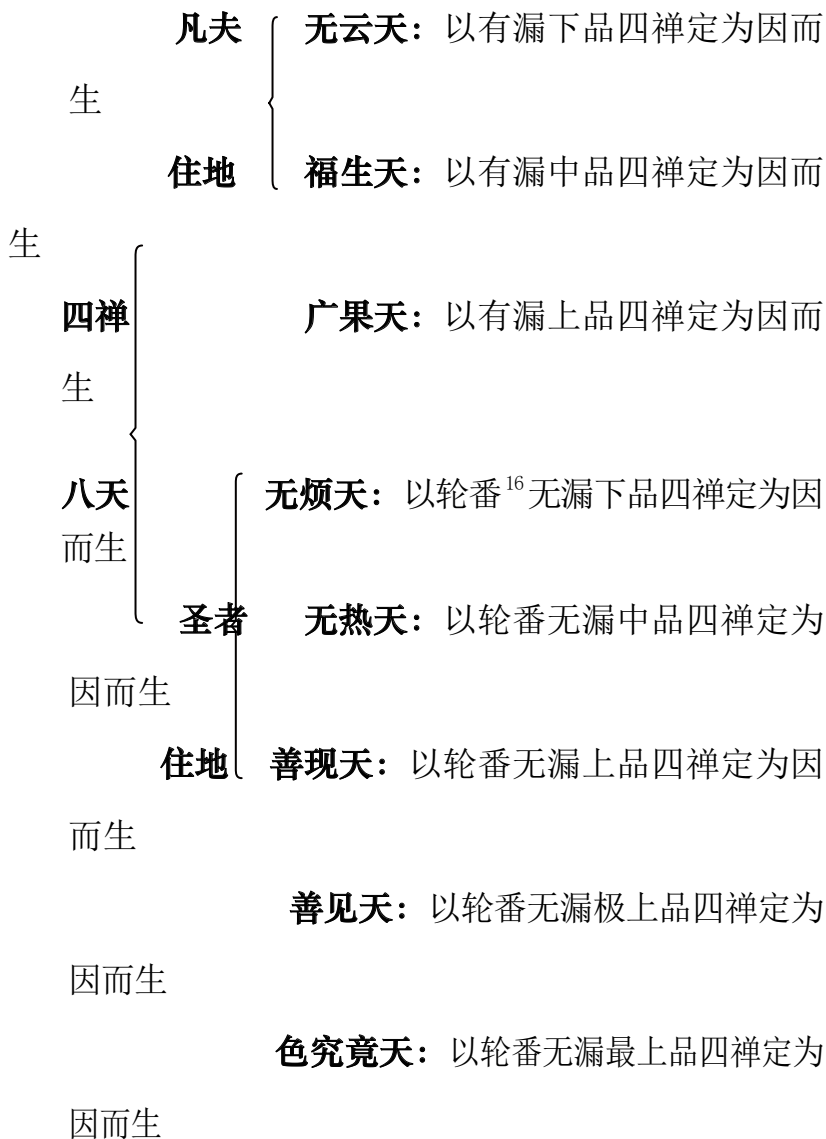 凡夫 无云天：以有漏下品四禅定为因而
生
住地 福生天：以有漏中品四禅定为因而
生
四禅 广果天：以有漏上品四禅定为因而
生
八天 无烦天：以轮番16无漏下品四禅定为因
而生
圣者 无热天：以轮番无漏中品四禅定为
因而生
住地 善现天：以轮番无漏上品四禅定为因
而生
善见天：以轮番无漏极上品四禅定为
因而生
色究竟天：以轮番无漏最上品四禅定为
因而生